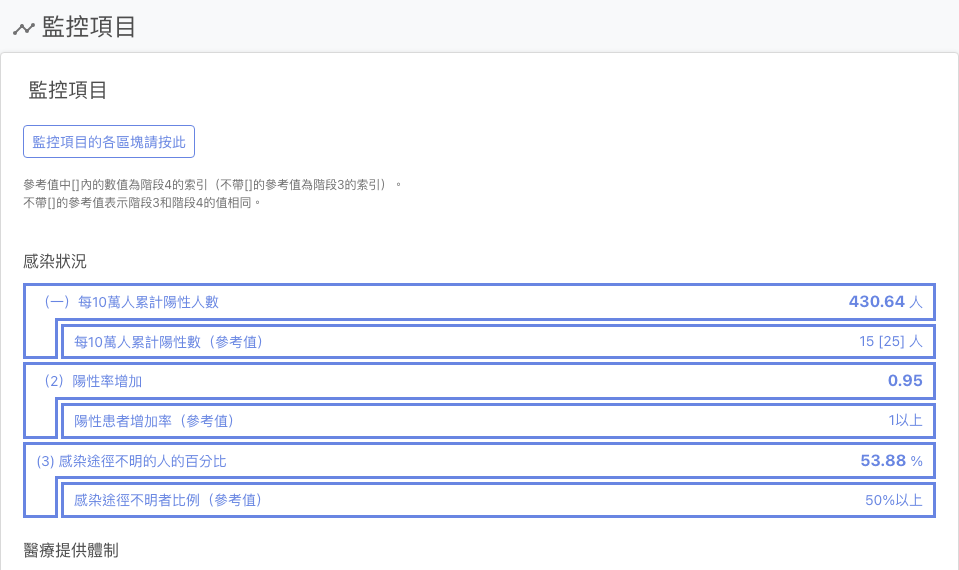 監控項目
監控項目
監控項目的各區塊請按此
參考值中[]內的數值為階段4的索引（不帶[]的參考值為階段3的索引）。
不帶[]的參考值表示階段3和階段4的值相同。
感染狀況
（一）每10萬人累計陽性人數 430.64 人
每10萬人累計陽性數（參考值） 15 [25] 人
（2）陽性率增加 0.95
陽性患者增加率（參考值） 1以上
(3) 感染途徑不明的人的百分比 53.88 %
感染途徑不明者比例（參考值） 50%以上
醫療提供體制